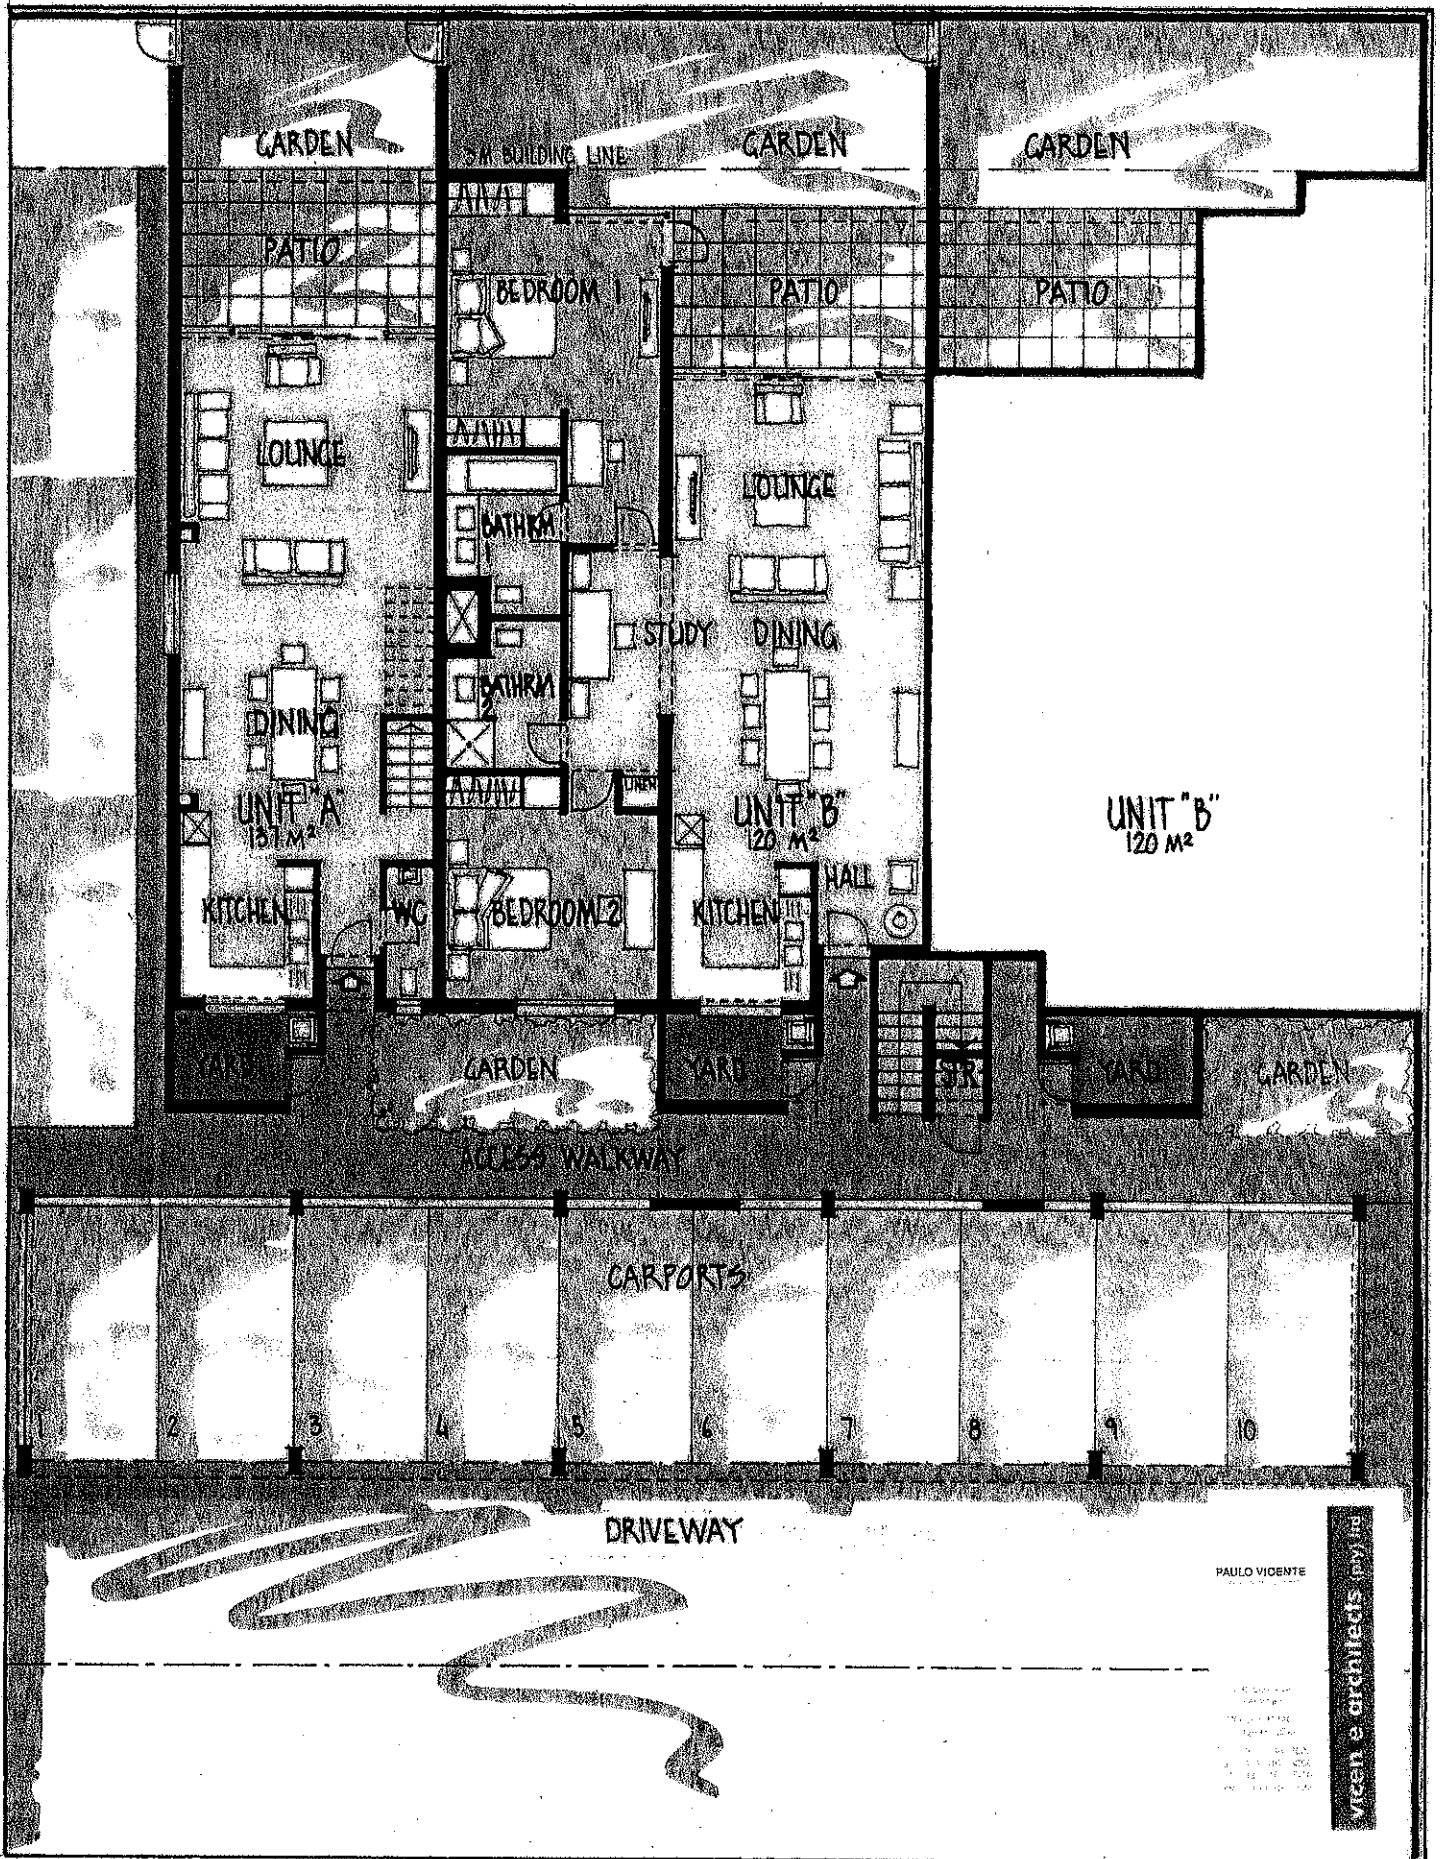 GARDEN
3M BUILDING LINE
GARDEN
GARDEN
PATIO
BEDROOM 1
PATIO
PATIO
LOUNGE
LOUNGE
BATHRM
1
STUDY
DINING
BATHRM
2
DINING
LINEN
UNIT "A"
137 M²
UNIT "B"
120 M²
UNIT "B"
120 M²
HALL
KITCHEN
WC
BEDROOM 2
KITCHEN
YARD
GARDEN
YARD
STR
YARD
GARDEN
ACCESS WALKWAY
CARPORTS
1
2
3
4
5
6
7
8
9
10
DRIVEWAY
PAULO VICENTE
architects (pty) ltd